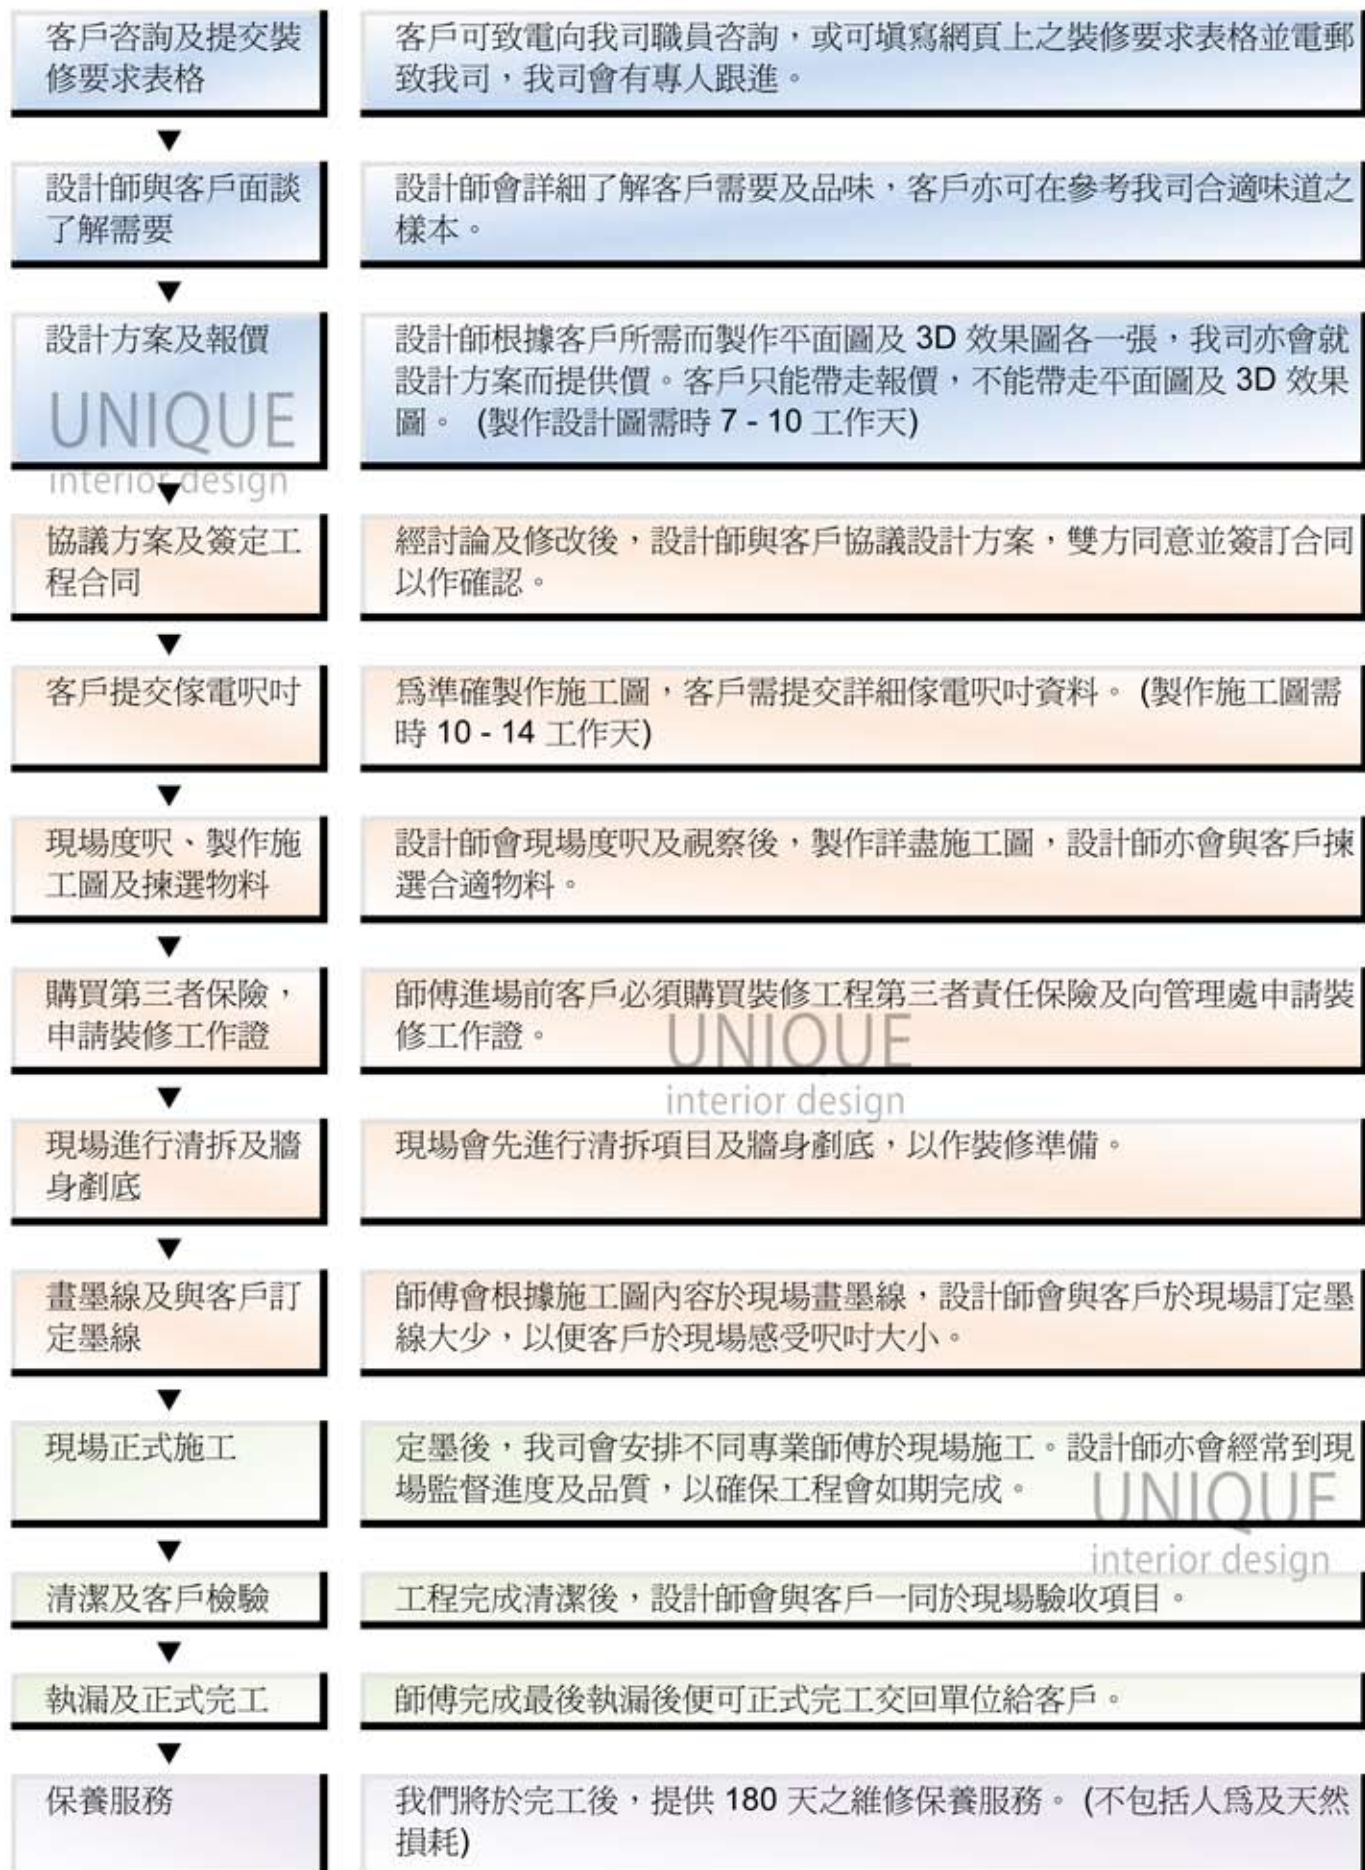 客戶咨詢及提交裝
修要求表格
客戶可致電向我司職員咨詢，或可填寫網頁上之裝修要求表格並電郵
致我司，我司會有專人跟進。
▼
設計師與客戶面談
了解需要
設計師會詳細了解客戶需要及品味，客戶亦可在參考我司合適味道之
樣本。
▼
設計方案及報價
設計師根據客戶所需而製作平面圖及 3D 效果圖各一張，我司亦會就
設計方案而提供價。客戶只能帶走報價，不能帶走平面圖及 3D 效果
圖。 (製作設計圖需時 7 - 10 工作天)
UNIQUE
interior design
▼
協議方案及簽定工
程合同
經討論及修改後，設計師與客戶協議設計方案，雙方同意並簽訂合同
以作確認。
▼
客戶提交傢電呎吋
爲準確製作施工圖，客戶需提交詳細傢電呎吋資料。 (製作施工圖需
時 10 - 14 工作天)
▼
現場度呎、製作施
工圖及揀選物料
設計師會現場度呎及視察後，製作詳盡施工圖，設計師亦會與客戶揀
選合適物料。
▼
購買第三者保險，
申請裝修工作證
師傅進場前客戶必須購買裝修工程第三者責任保險及向管理處申請裝
修工作證。
UNIQUE
interior design
▼
現場進行清拆及牆
身剷底
現場會先進行清拆項目及牆身剷底，以作裝修準備。
▼
畫墨線及與客戶訂
定墨線
師傅會根據施工圖內容於現場畫墨線，設計師會與客戶於現場訂定墨
線大少，以便客戶於現場感受呎吋大小。
▼
現場正式施工
定墨後，我司會安排不同專業師傅於現場施工。設計師亦會經常到現
場監督進度及品質，以確保工程會如期完成。
UNIQUE
interior design
▼
清潔及客戶檢驗
工程完成清潔後，設計師會與客戶一同於現場驗收項目。
▼
執漏及正式完工
師傅完成最後執漏後便可正式完工交回單位給客戶。
▼
保養服務
我們將於完工後，提供 180 天之維修保養服務。 (不包括人爲及天然
損耗)